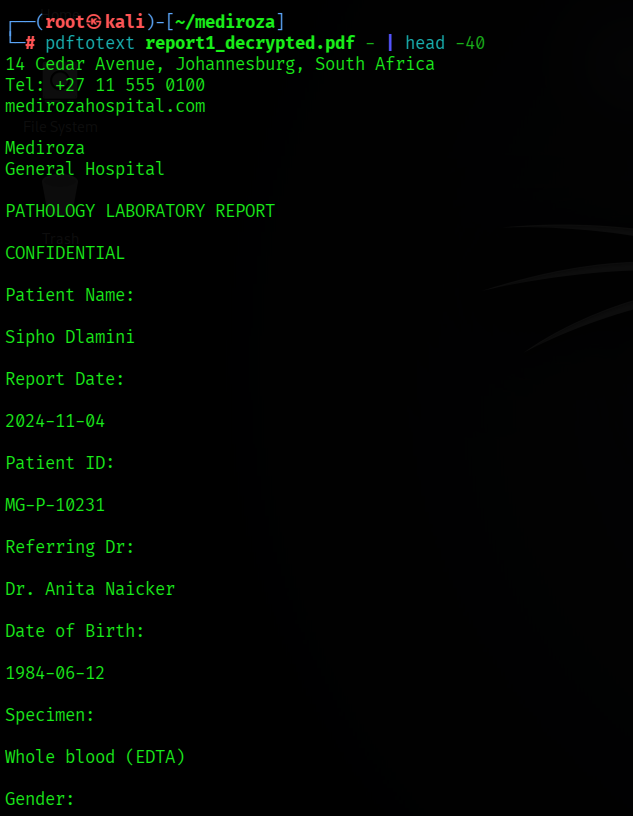 ┌──(root㉿kali)-[~/mediroza]
└─# pdftotext report1_decrypted.pdf - | head -40
14 Cedar Avenue, Johannesburg, South Africa
Tel: +27 11 555 0100
medirozahospital.com
File System
Mediroza
General Hospital
PATHOLOGY LABORATORY REPORT
Trash
CONFIDENTIAL
Patient Name:
Sipho Dlamini
Report Date:
2024-11-04
Patient ID:
MG-P-10231
Referring Dr:
Dr. Anita Naicker
Date of Birth:
1984-06-12
Specimen:
Whole blood (EDTA)
Gender: